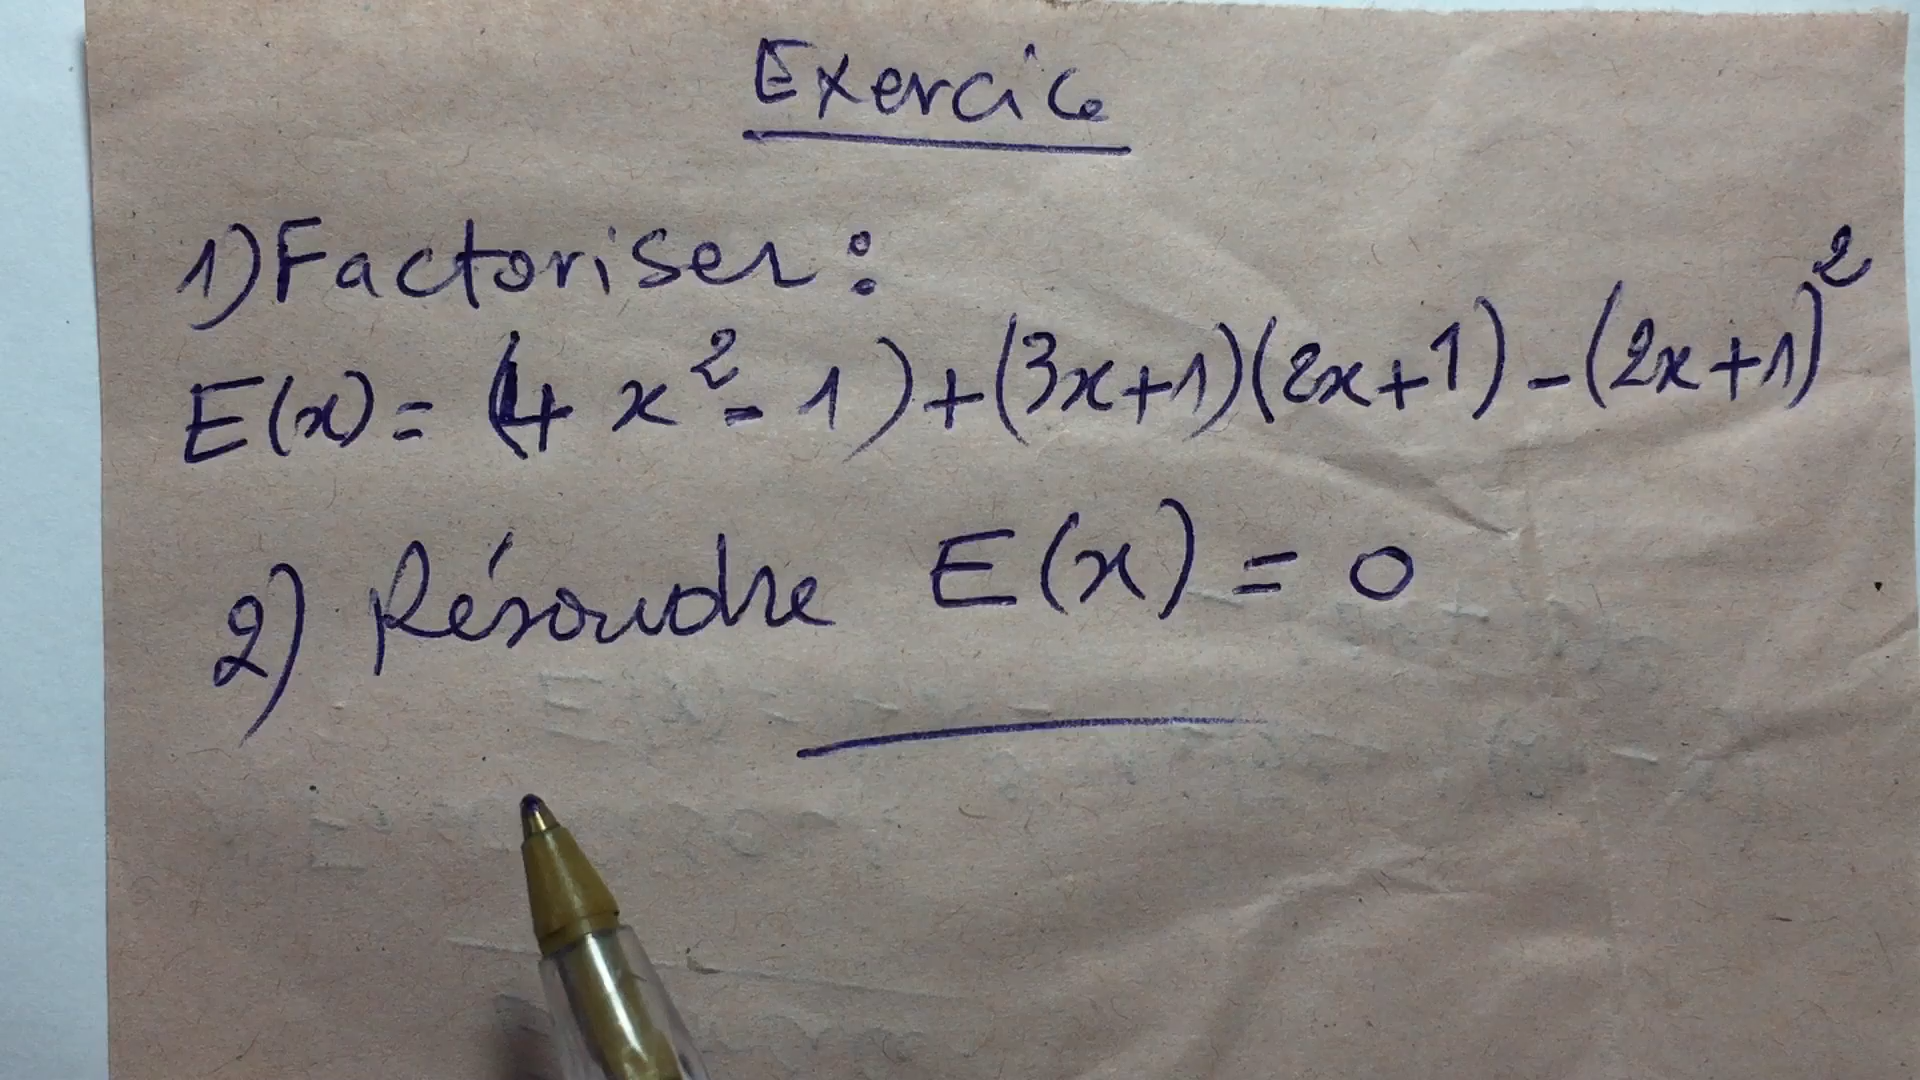 Exercice
1) Factoriser :
E(x) = (4x² - 1) + (3x+1)(2x+1) - (2x+1)²
2) Résoudre E(x) = 0